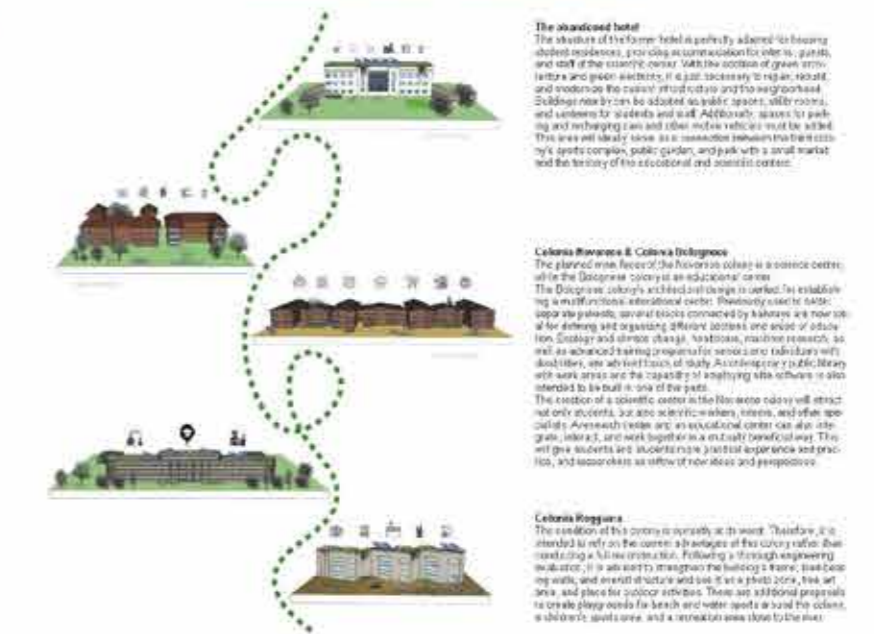 The abandoned hotel
The structure of the former hotel is perfectly adapted for housing
student residences, providing accommodation for interns, guests,
and staff of the scientific center. With the addition of green archi-
tecture and green electricity, it is just necessary to repair, rebuild,
and modernize the current infrastructure and the neighborhood.
Buildings nearby can be adapted as public spaces, utility rooms,
and canteens for students and staff. Additionally, spaces for park-
ing and recharging cars and other motor vehicles must be added.
This area will ideally serve as a connection between the
sports complex, public garden, and park with a small market
and the territory of the educational and scientific centers.
Colonia Novarese & Colonia Bolognese
The planned main focus of the Novarese colony is a science center,
while the Bolognese colony is an educational center.
The Bolognese colony's architectural design is perfect for establish-
ing a multifunctional educational center. Previously used to
separate patients, several blocks connected by hallways are now
al for defining and organizing different sections and areas of educa-
tion. Ecology and climate change, healthcare, maritime research, as
well as advanced training programs for seniors and individuals with
disabilities, are advised topics of study. A contemporary public library
with work areas and the capability of employing software is also
intended to be built in one of the parts.
The creation of a scientific center in the Novarese colony will attract
not only students, but also scientific workers, interns, and other spe-
cialists. A research center and an educational center can also inte-
grate, interact, and work together in a mutually beneficial way. This
will give students and students more practical experience and prac-
tice, and researchers an inflow of new ideas and perspectives.
Colonia Reggiana
The condition of this colony is currently at its worst. Therefore, it is
intended to rely on the current advantages of this colony rather than
conducting a full reconstruction. Following a thorough engineering
evaluation, it is advised to strengthen the building's frame, load-bear-
ing walls, and overall structure and use it as a photo zone, free art
area, and place for outdoor activities. There are additional proposals
to create playgrounds for beach and water sports around the colony,
a children's sports area, and a recreation area close to the river.